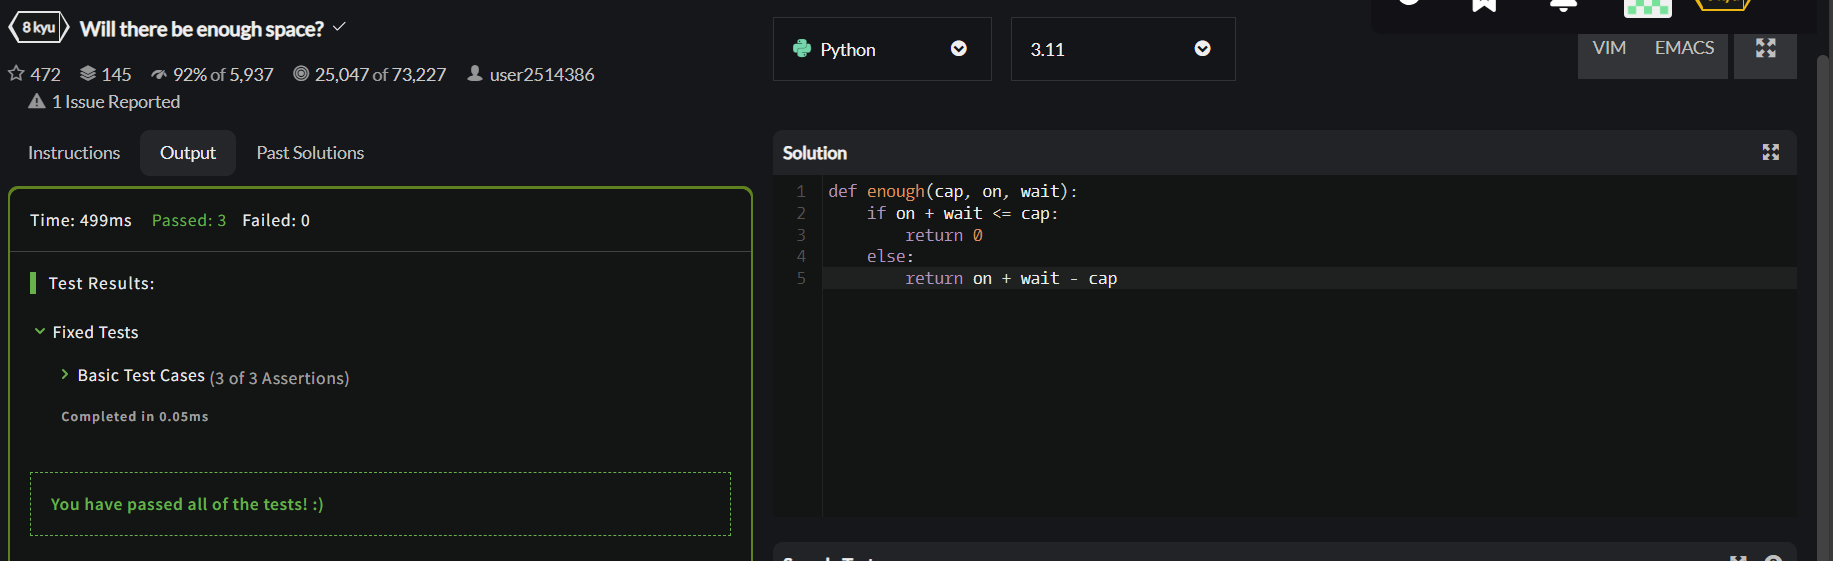 8 kyu Will there be enough space?
472 145 92% of 5,937 25,047 of 73,227 user2514386
1 Issue Reported
Instructions Output Past Solutions
Time: 499ms Passed: 3 Failed: 0
Test Results:
Fixed Tests
Basic Test Cases (3 of 3 Assertions)
Completed in 0.05ms
You have passed all of the tests! :)
Python 3.11
VIM EMACS
Solution
1 def enough(cap, on, wait):
2     if on + wait <= cap:
3         return 0
4     else:
5         return on + wait - cap